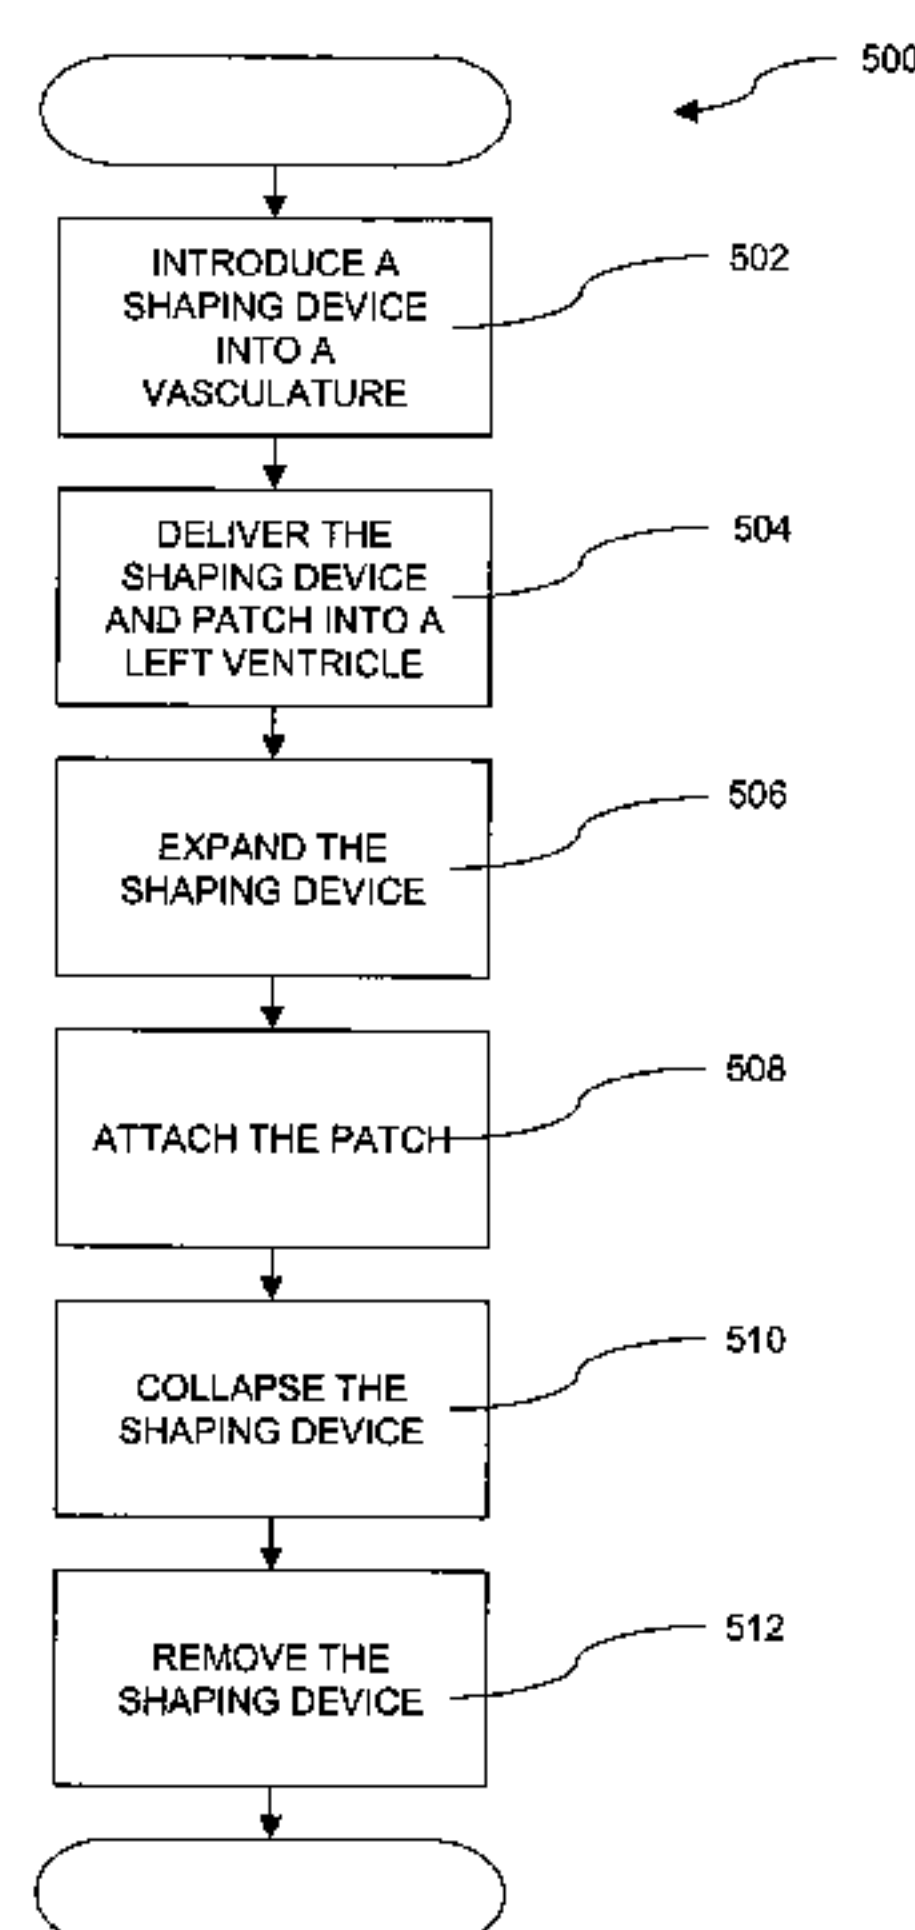 500
INTRODUCE A
SHAPING DEVICE
INTO A
VASCULATURE
502
DELIVER THE
SHAPING DEVICE
AND PATCH INTO A
LEFT VENTRICLE
504
EXPAND THE
SHAPING DEVICE
506
ATTACH THE PATCH
508
COLLAPSE THE
SHAPING DEVICE
510
REMOVE THE
SHAPING DEVICE
512